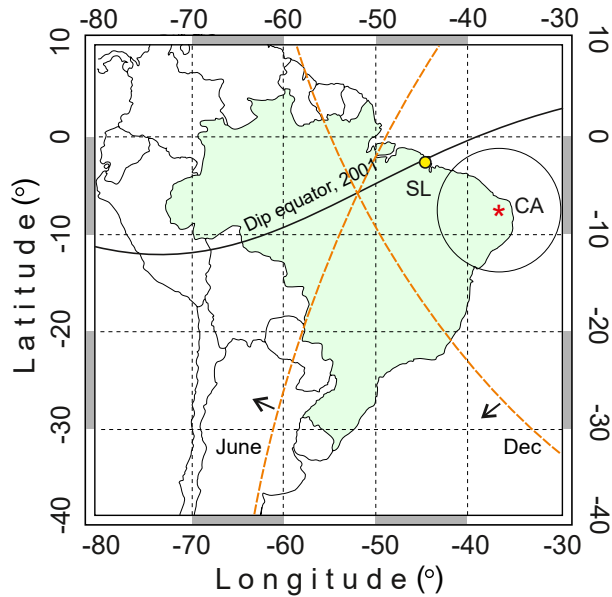 -80 -70 -60 -50 -40 -30
10 10
0 0
Dip equator, 2001
SL
CA
*
-10 -10
-20 -20
-30 -30
June Dec
-40 -40
-80 -70 -60 -50 -40 -30
Latitude(°)
Longitude(°)